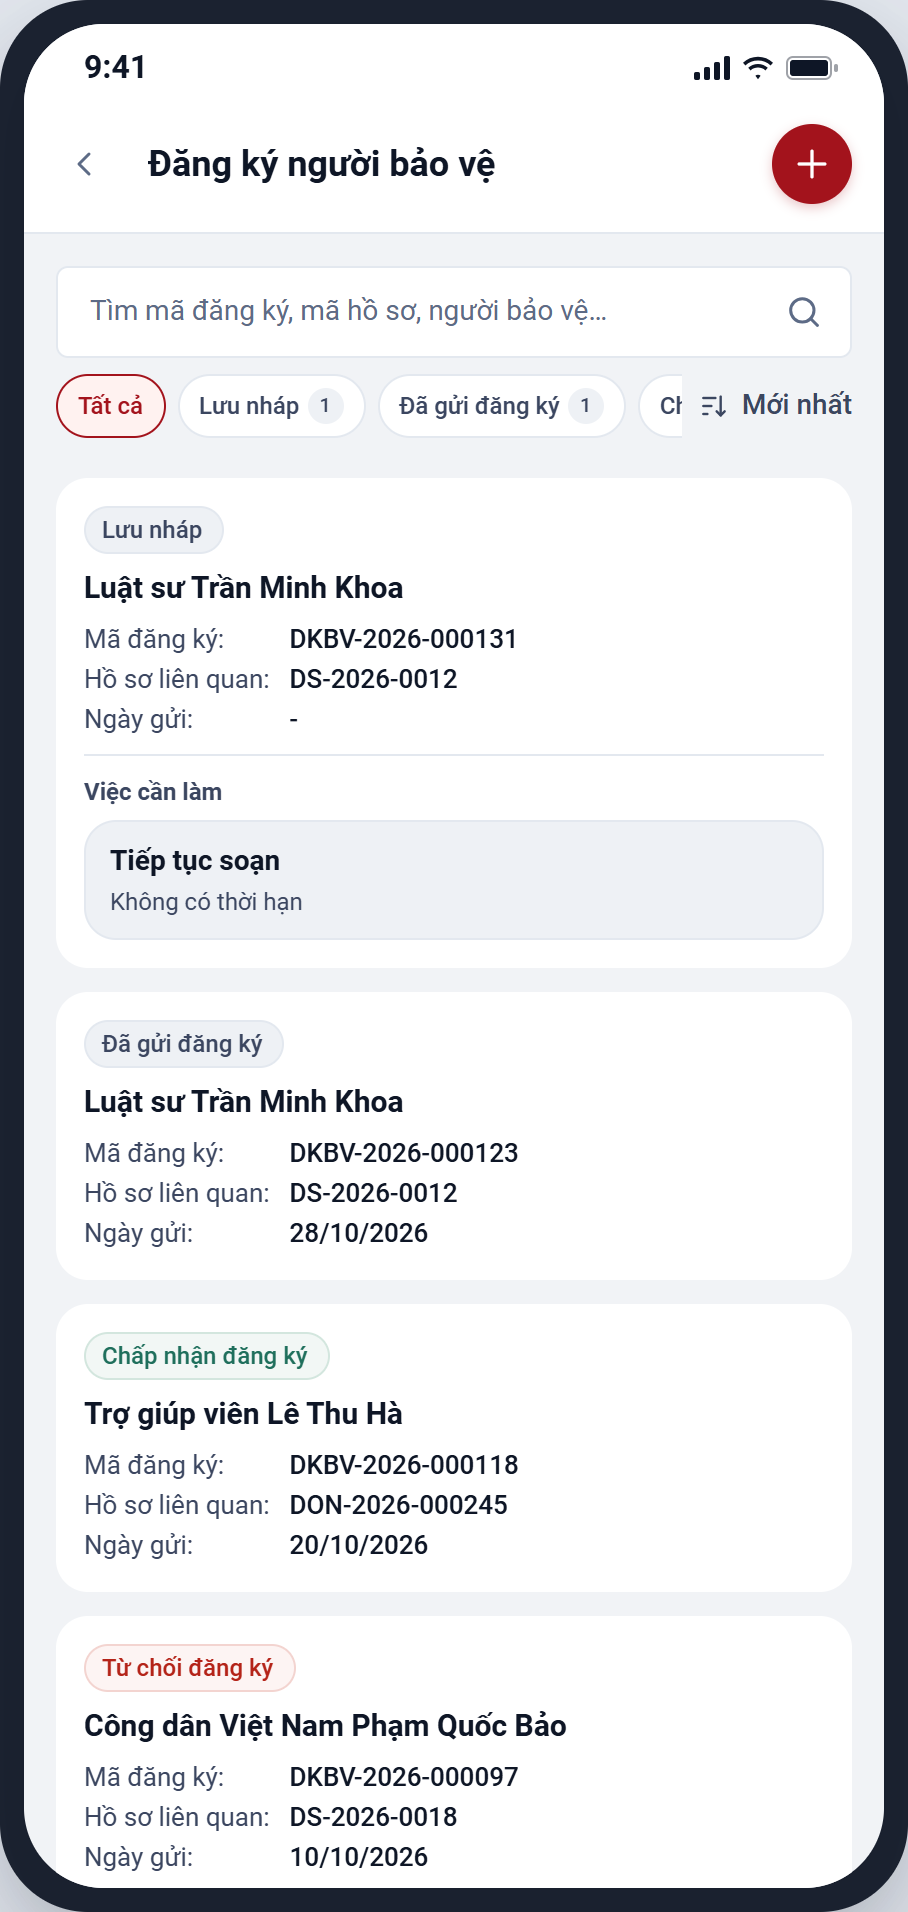 9:41
Đăng ký người bảo vệ
Tìm mã đăng ký, mã hồ sơ, người bảo vệ...
Tất cả Lưu nháp 1 Đã gửi đăng ký 1 Mới nhất
Lưu nháp
Luật sư Trần Minh Khoa
Mã đăng ký: DKBV-2026-000131
Hồ sơ liên quan: DS-2026-0012
Ngày gửi: -
Việc cần làm
Tiếp tục soạn
Không có thời hạn
Đã gửi đăng ký
Luật sư Trần Minh Khoa
Mã đăng ký: DKBV-2026-000123
Hồ sơ liên quan: DS-2026-0012
Ngày gửi: 28/10/2026
Chấp nhận đăng ký
Trợ giúp viên Lê Thu Hà
Mã đăng ký: DKBV-2026-000118
Hồ sơ liên quan: DON-2026-000245
Ngày gửi: 20/10/2026
Từ chối đăng ký
Công dân Việt Nam Phạm Quốc Bảo
Mã đăng ký: DKBV-2026-000097
Hồ sơ liên quan: DS-2026-0018
Ngày gửi: 10/10/2026